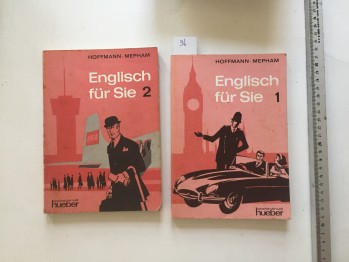 36
HOFFMANN · MEPHAM
Englisch
für Sie 2
hueber
HOFFMANN · MEPHAM
Englisch
für Sie 1
hueber